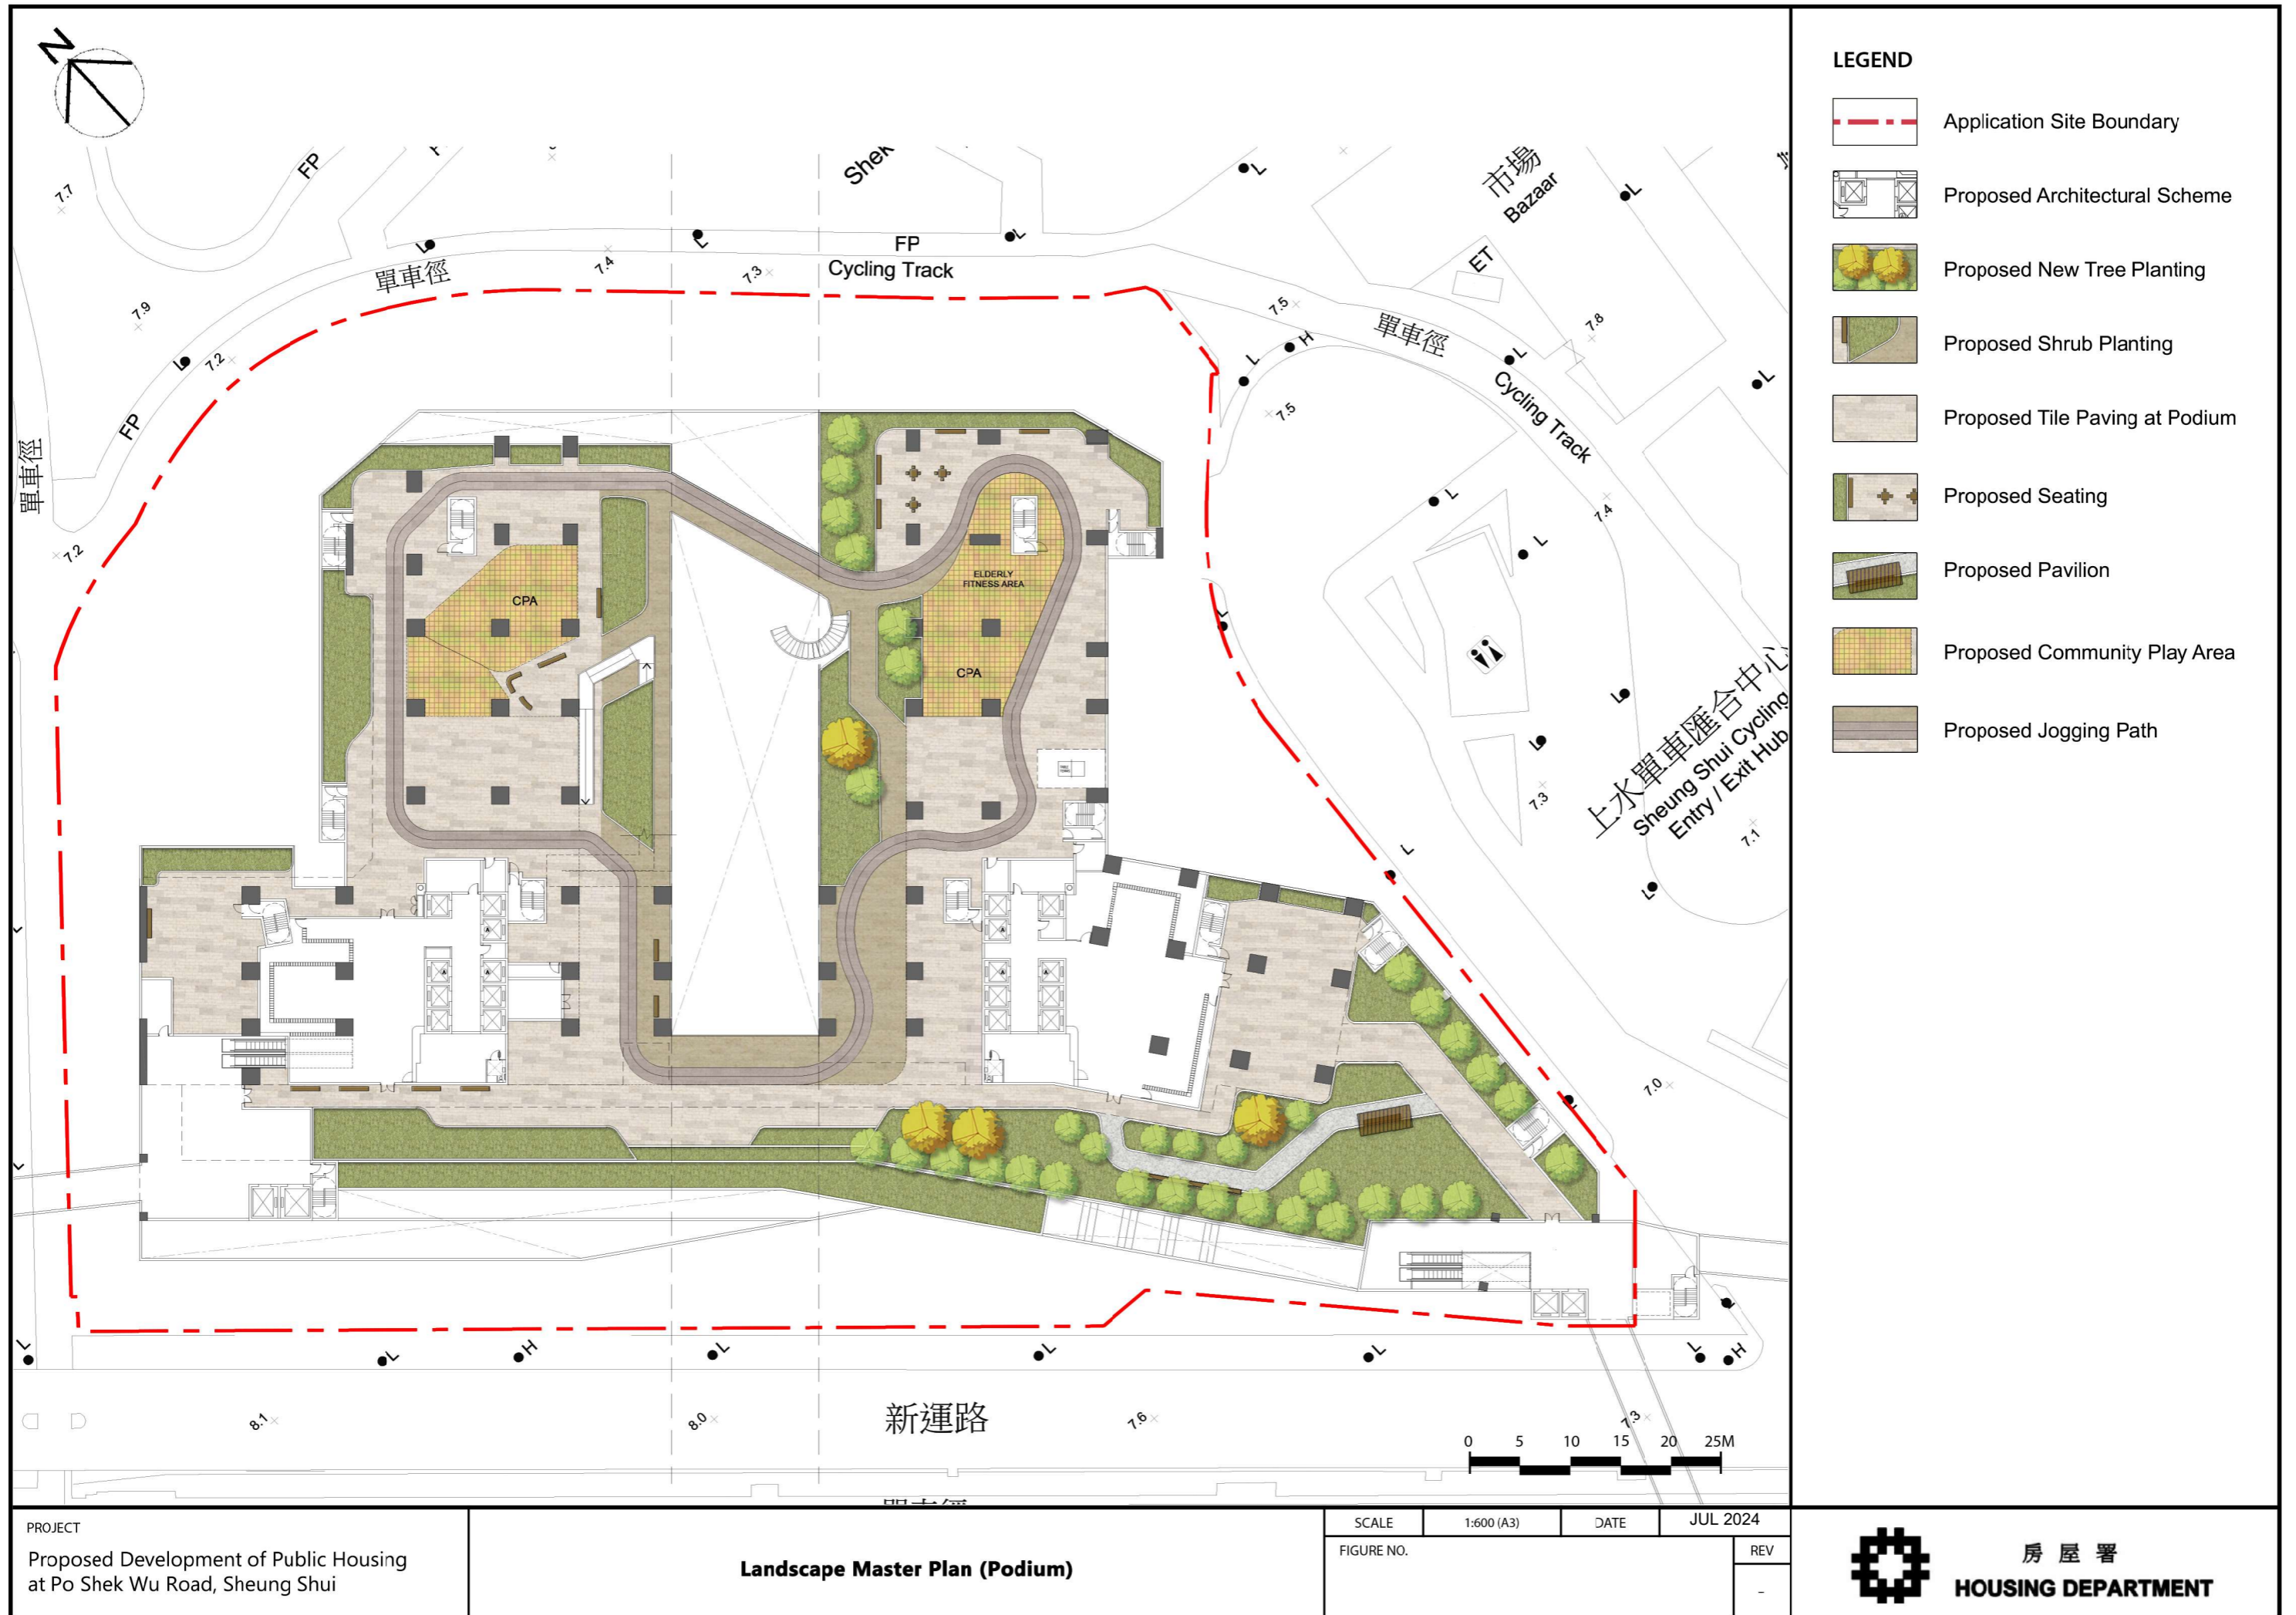 N
FP
7.7
Shek
L
市場
Bazaar
L
ET
L
L
FP
L
單車徑
7.4
7.3
Cycling Track
7.9
7.5
單車徑
7.8
H
L
L
7.2
L
L
FP
7.5
Cycling Track
單車徑
L
7.4
7.2
L
ELDERLY
FITNESS AREA
CPA
L
CPA
L
L
上水單車匯合中心
Sheung Shui Cycling
Entry / Exit Hub
7.3
7.1
L
L
7.0
L
L
H
L
L
L
L
H
8.1
8.0
新運路
7.6
7.3
0 5 10 15 20 25M
LEGEND
Application Site Boundary
Proposed Architectural Scheme
Proposed New Tree Planting
Proposed Shrub Planting
Proposed Tile Paving at Podium
Proposed Seating
Proposed Pavilion
Proposed Community Play Area
Proposed Jogging Path
PROJECT
Proposed Development of Public Housing
at Po Shek Wu Road, Sheung Shui
Landscape Master Plan (Podium)
SCALE
1:600 (A3)
DATE
JUL 2024
FIGURE NO.
REV
-
房屋署
HOUSING DEPARTMENT